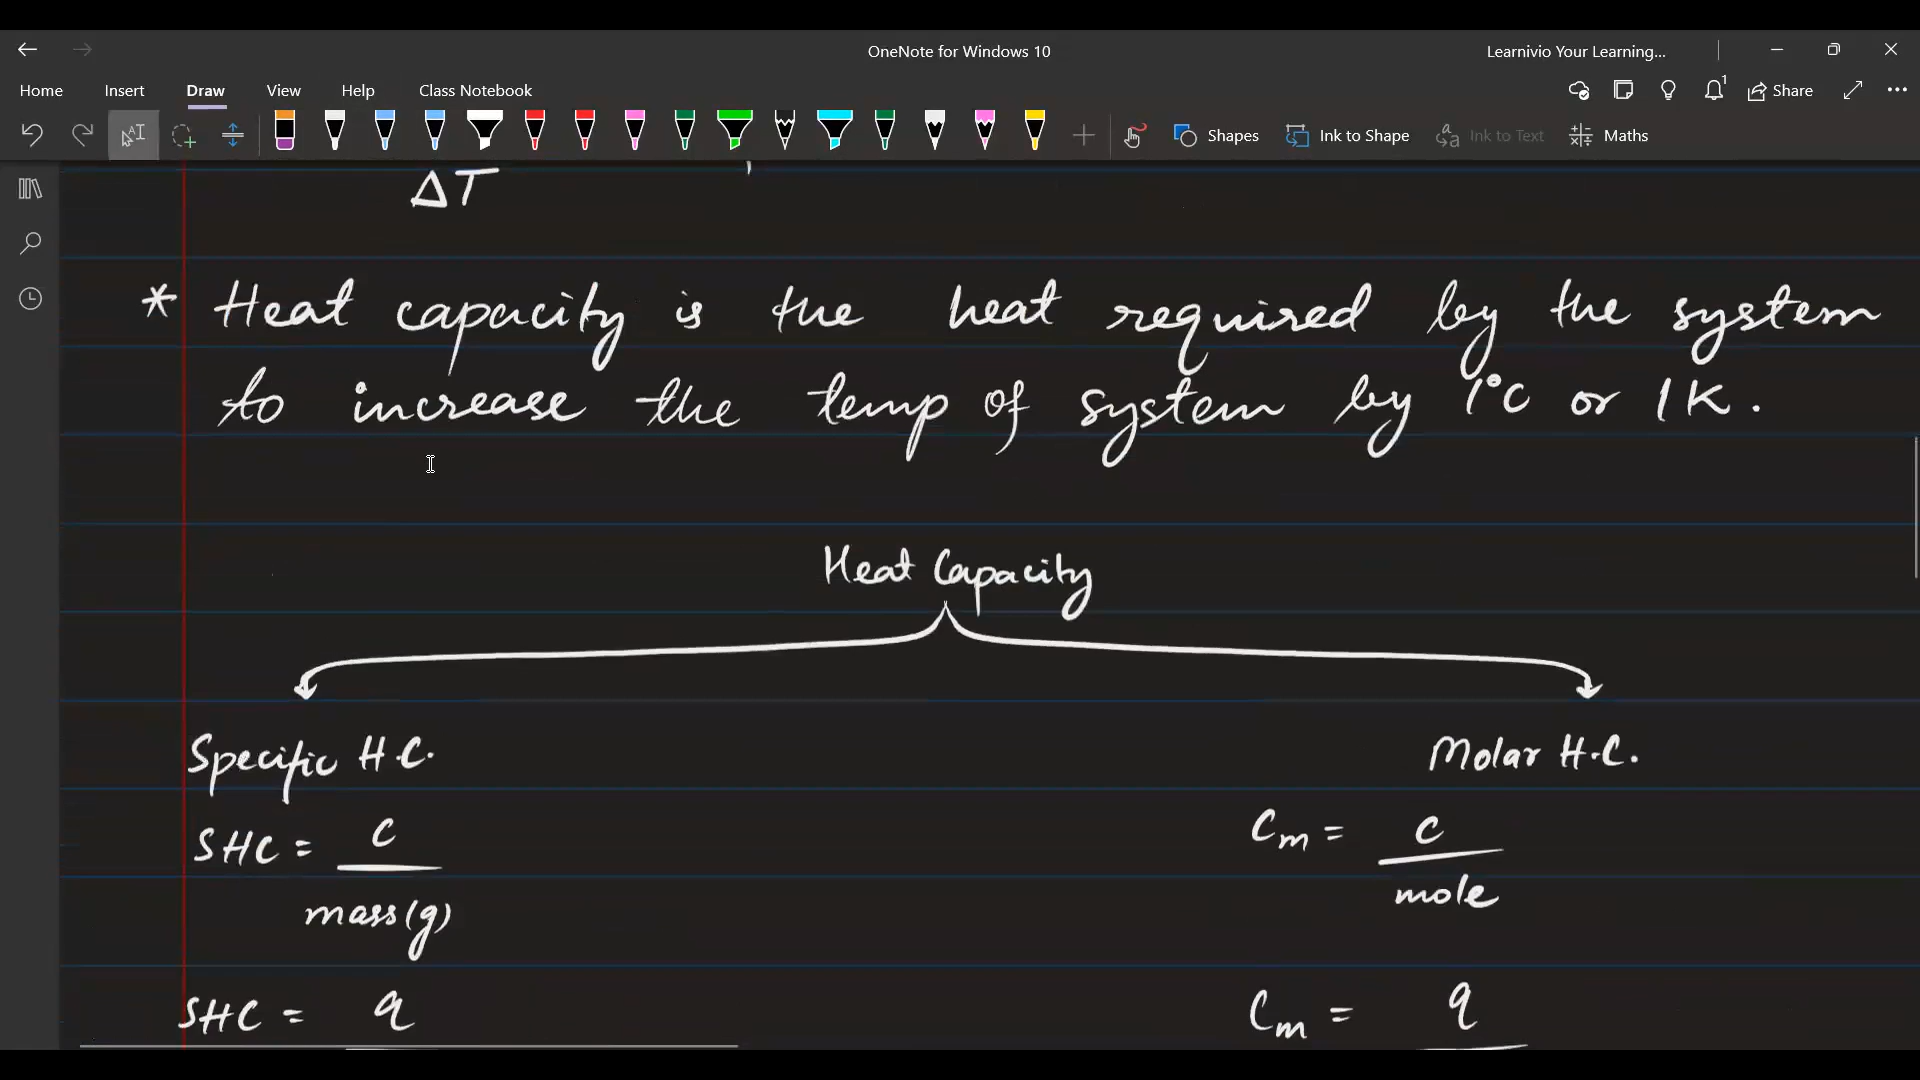 OneNote for Windows 10
Learnivio Your Learning...
Home Insert Draw View Help Class Notebook
1
Share
Shapes Ink to Shape Ink to Text Maths
ΔT
* Heat capacity is the heat required by the system
to increase the temp of system by 1°C or 1K.
Heat Capacity
Specific H.C.
Molar H.C.
SHC = C
mass(g)
Cm = C
mole
SHC = q
Cm = q